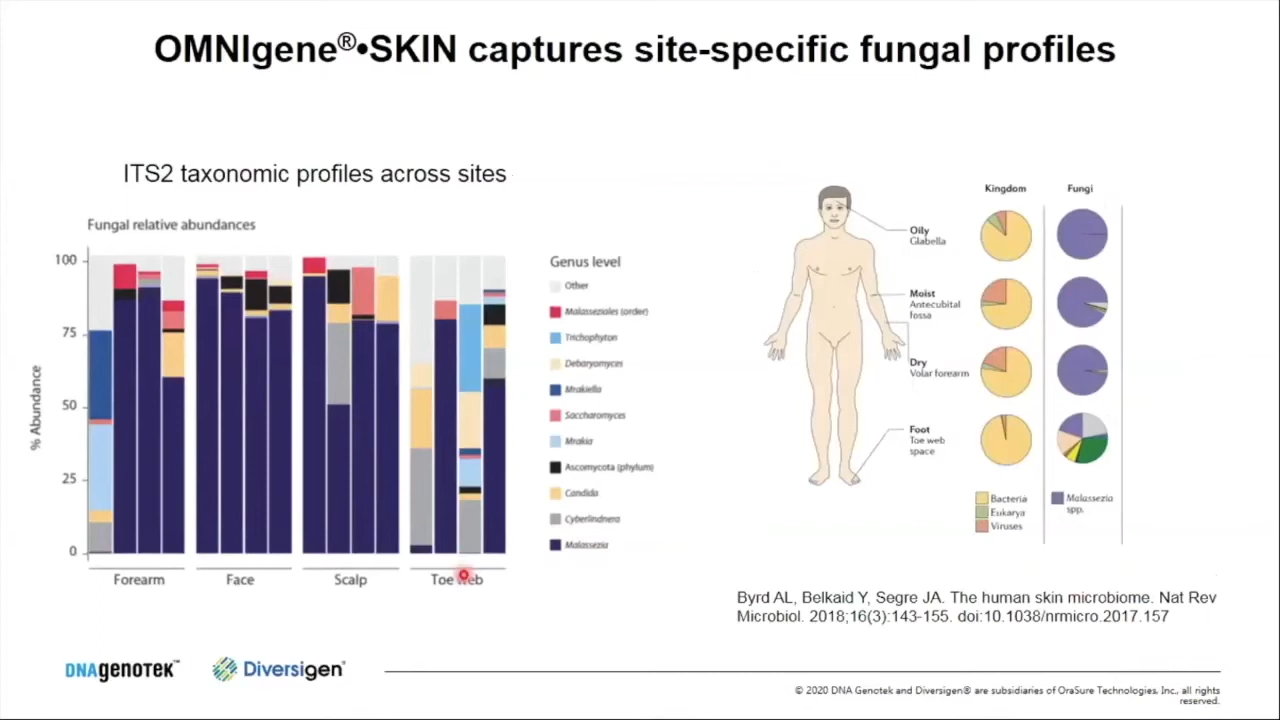 OMNIgene®•SKIN captures site-specific fungal profiles
ITS2 taxonomic profiles across sites
Fungal relative abundances
% Abundance
100
75
50
25
0
Forearm
Face
Scalp
Toe web
Genus level
Other
Malasseziales (order)
Trichophyton
Debaryomyces
Mrakiella
Saccharomyces
Mrakia
Ascomycota (phylum)
Candida
Cyberlindnera
Malassezia
Kingdom
Fungi
Oily
Glabella
Moist
Antecubital
fossa
Dry
Volar forearm
Foot
Toe web
space
Bacteria
Eukarya
Viruses
Malassezia
spp.
Byrd AL, Belkaid Y, Segre JA. The human skin microbiome. Nat Rev
Microbiol. 2018;16(3):143-155. doi:10.1038/nrmicro.2017.157
DNAgenotek™
Diversigen®
© 2020 DNA Genotek and Diversigen® are subsidiaries of OraSure Technologies, Inc., all rights
reserved.